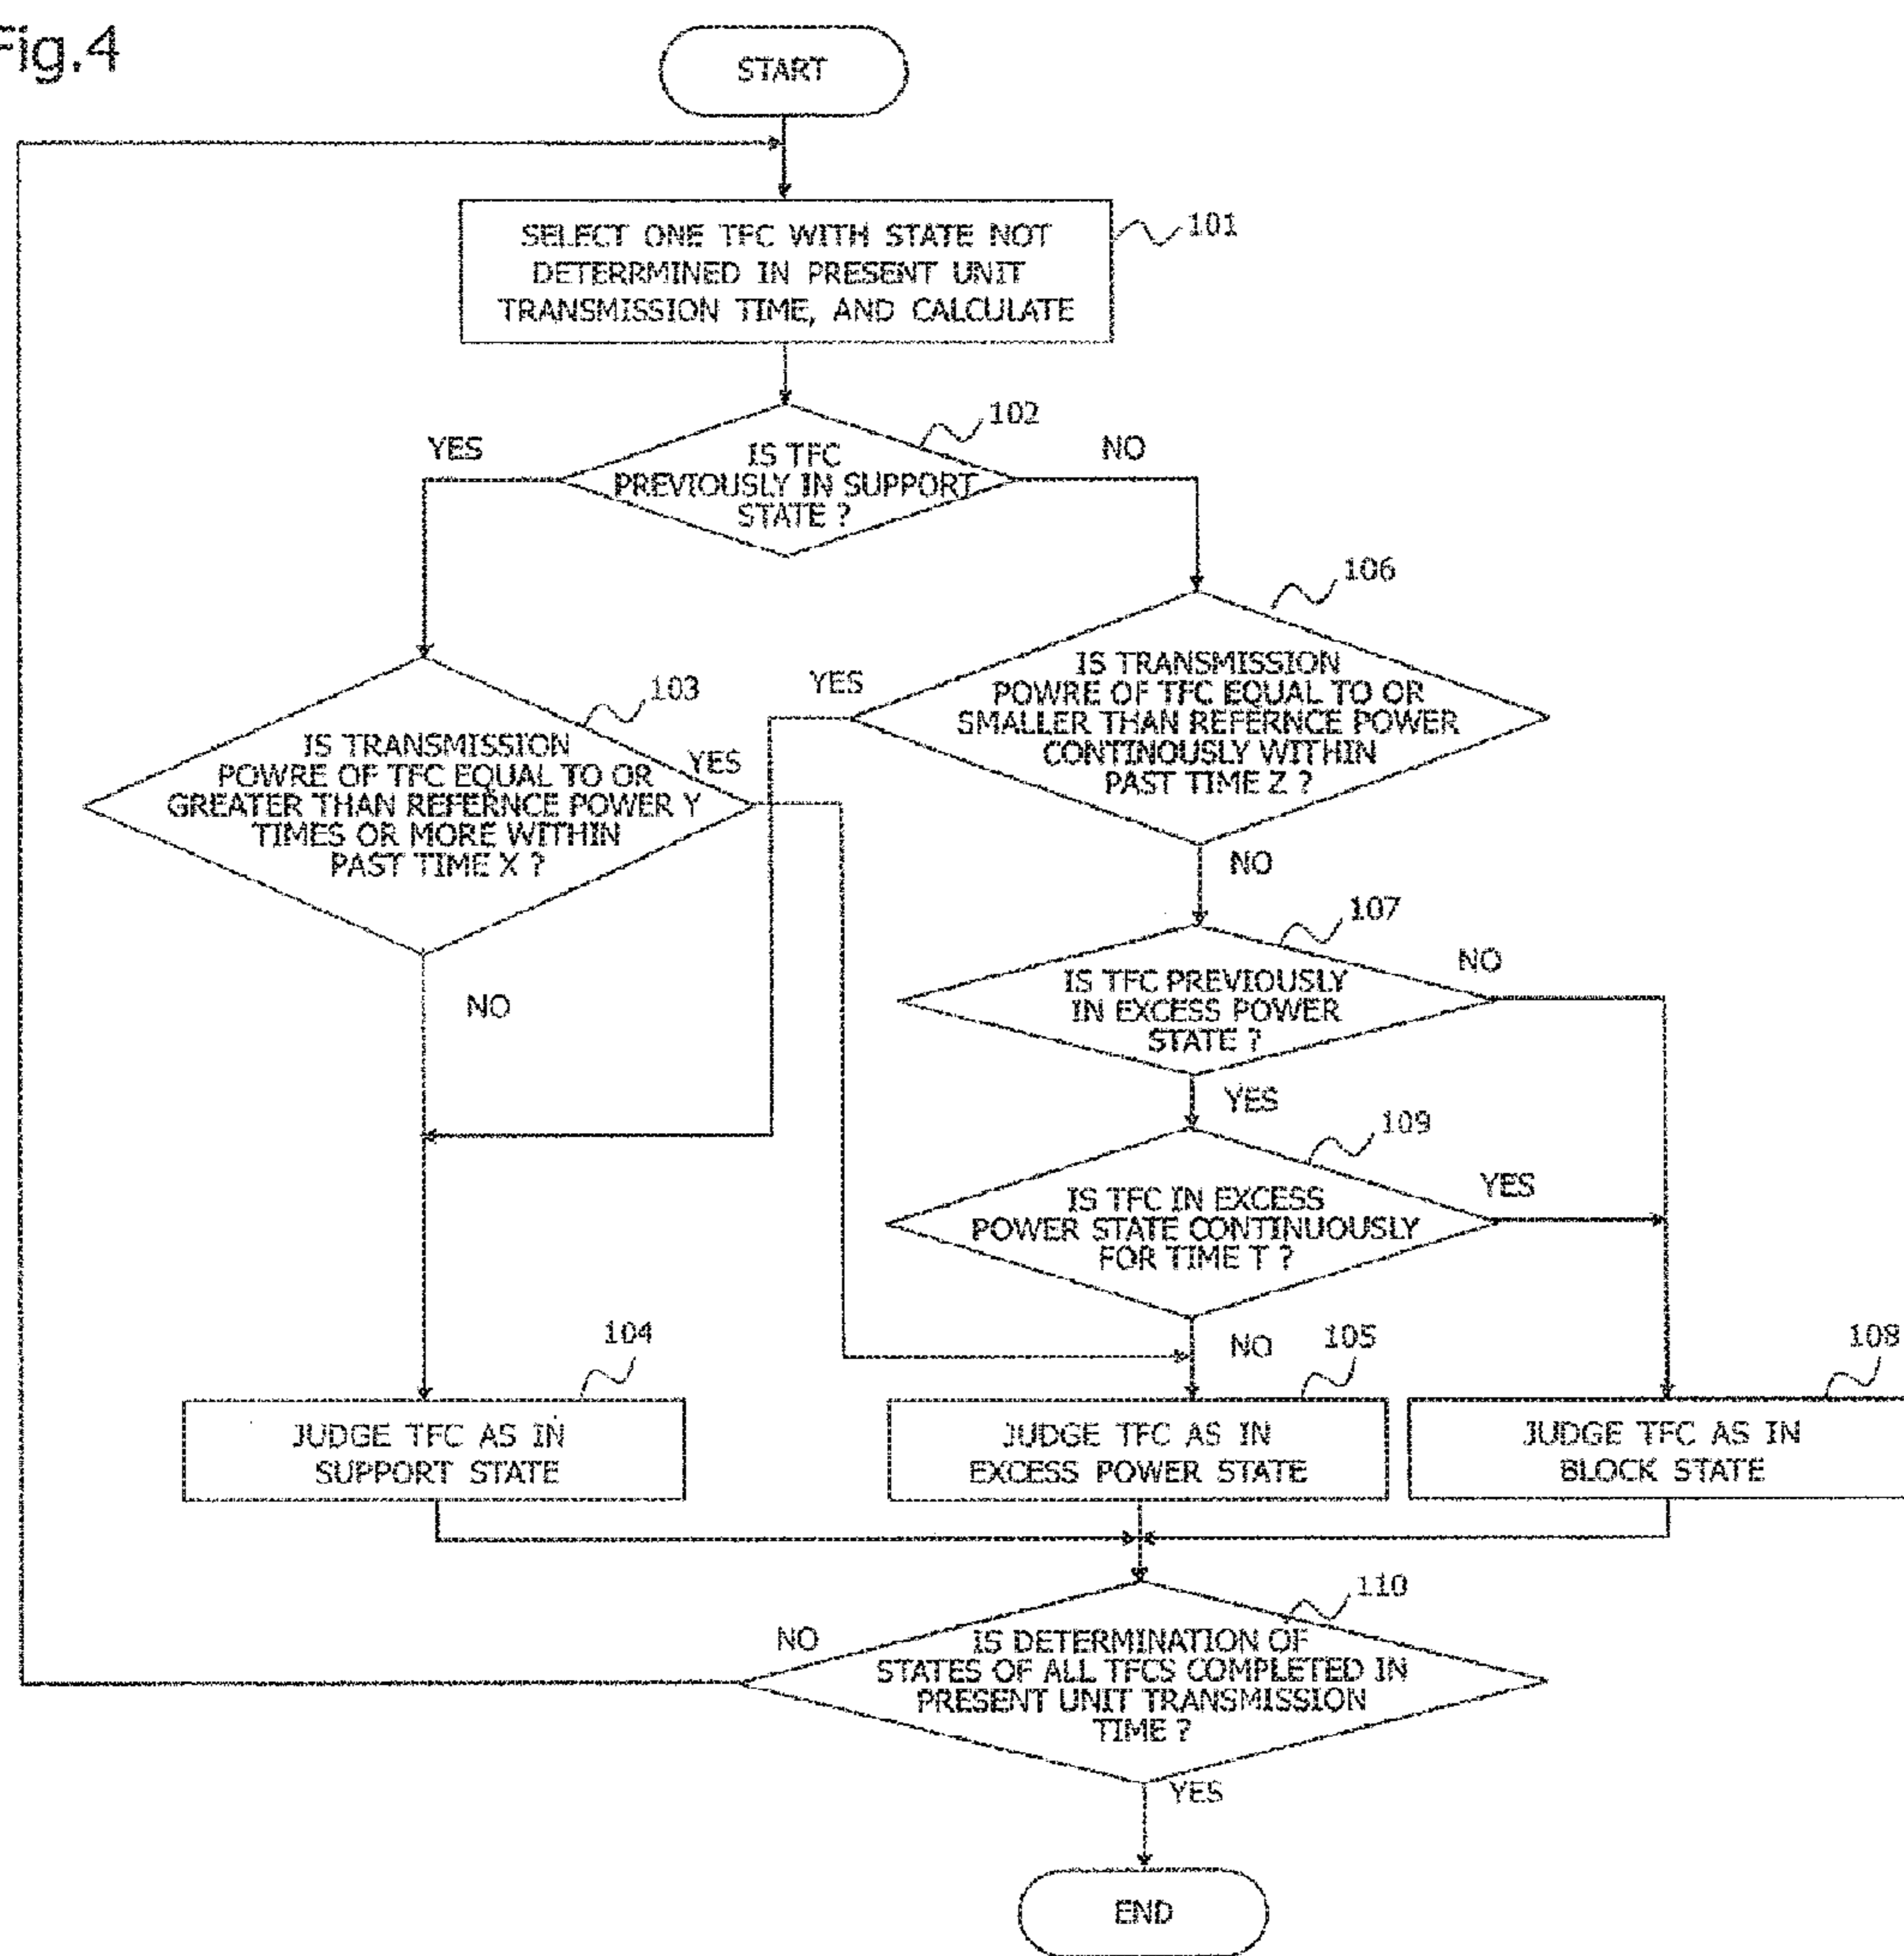 Fig.4
START
SELECT ONE TFC WITH STATE NOT
DETERRMINED IN PRESENT UNIT
TRANSMISSION TIME, AND CALCULATE
101
IS TFC
PREVIOUSLY IN SUPPORT
STATE ?
102
YES
NO
IS TRANSMISSION
POWRE OF TFC EQUAL TO OR
GREATER THAN REFERNCE POWER Y
TIMES OR MORE WITHIN
PAST TIME X ?
103
YES
NO
IS TRANSMISSION
POWRE OF TFC EQUAL TO OR
SMALLER THAN REFERNCE POWER
CONTINOUSLY WITHIN
PAST TIME Z ?
106
YES
NO
IS TFC PREVIOUSLY
IN EXCESS POWER
STATE ?
107
NO
YES
IS TFC IN EXCESS
POWER STATE CONTINUOUSLY
FOR TIME T ?
109
YES
NO
104
JUDGE TFC AS IN
SUPPORT STATE
105
JUDGE TFC AS IN
EXCESS POWER STATE
108
JUDGE TFC AS IN
BLOCK STATE
110
IS DETERMINATION OF
STATES OF ALL TFCS COMPLETED IN
PRESENT UNIT TRANSMISSION
TIME ?
NO
YES
END